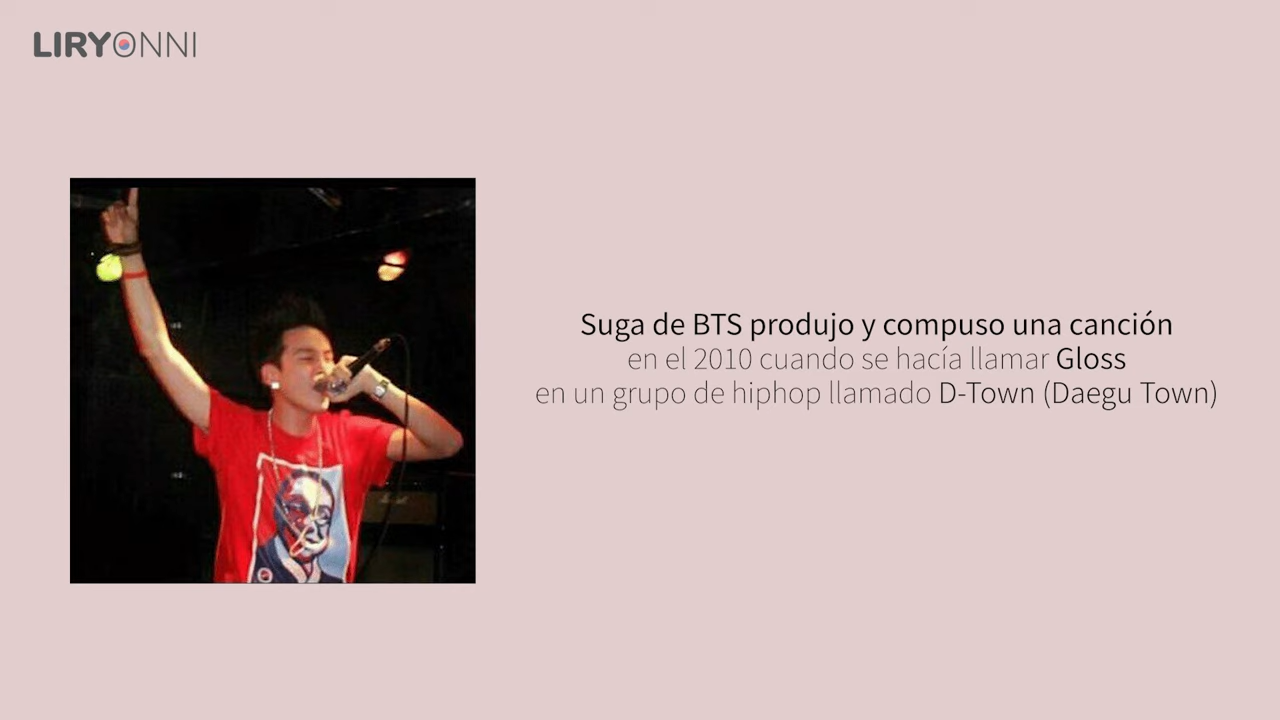 LIRYONNI
Suga de BTS produjo y compuso una canción
en el 2010 cuando se hacía llamar Gloss
en un grupo de hiphop llamado D-Town (Daegu Town)